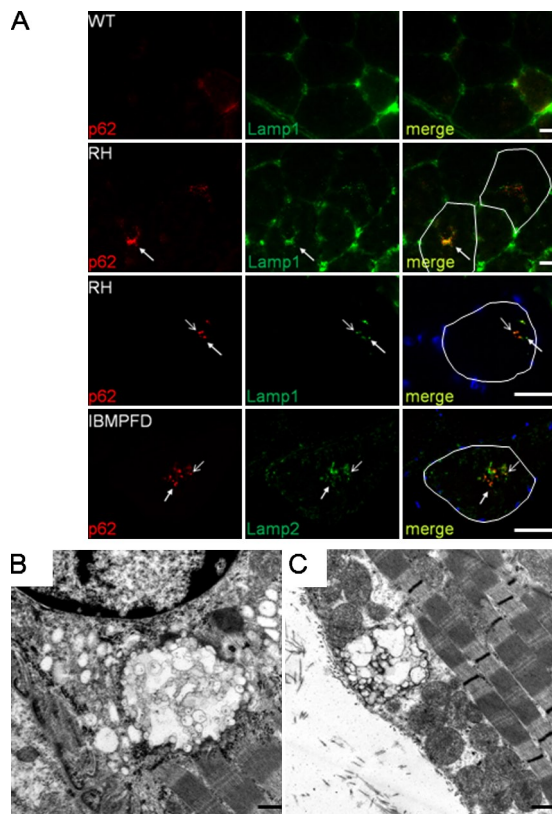 A
WT
p62 Lamp1 merge
RH
p62 Lamp1 merge
RH
p62 Lamp1 merge
IBMPFD
p62 Lamp2 merge
B C